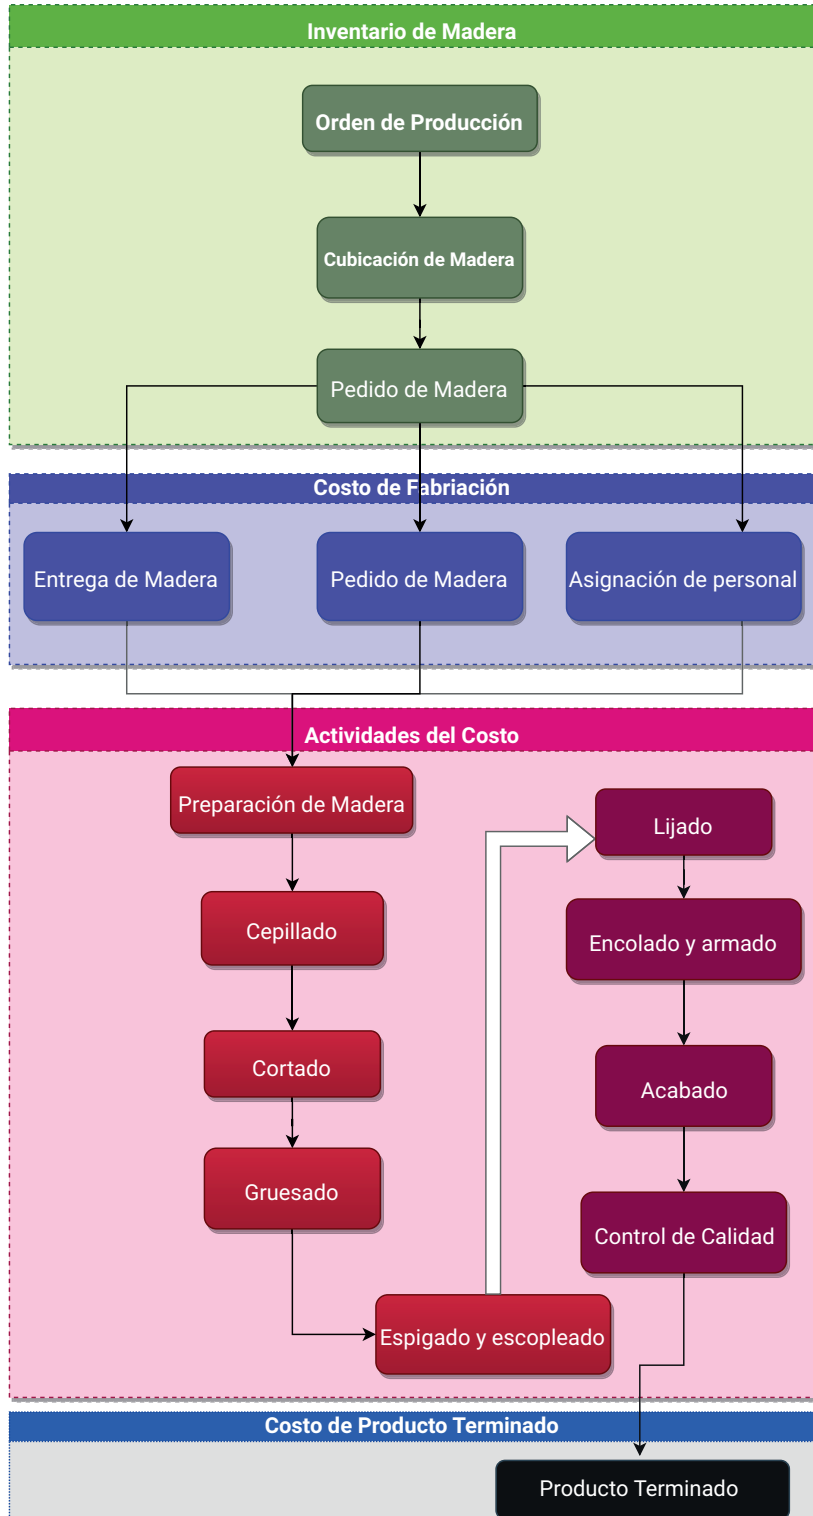 Inventario de Madera
Orden de Producción
Cubicación de Madera
Pedido de Madera
Costo de Fabriación
Entrega de Madera
Pedido de Madera
Asignación de personal
Actividades del Costo
Preparación de Madera
Cepillado
Cortado
Gruesado
Espigado y escopleado
Lijado
Encolado y armado
Acabado
Control de Calidad
Costo de Producto Terminado
Producto Terminado